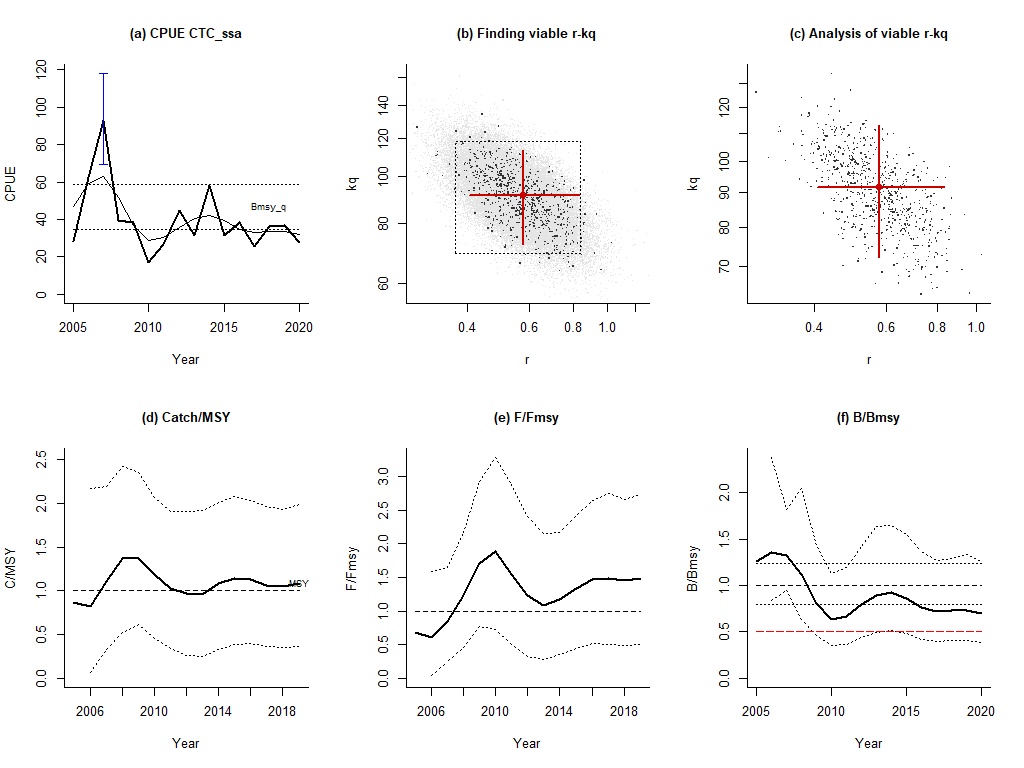 (a) CPUE CTC_ssa
CPUE
120
100
80
60
40
20
0
Bmsy_q
2005
2010
2015
2020
Year
(b) Finding viable r-kq
kq
140
120
100
80
60
0.4
0.6
0.8
1.0
r
(c) Analysis of viable r-kq
kq
120
100
90
80
70
0.4
0.6
0.8
1.0
r
(d) Catch/MSY
C/MSY
2.5
2.0
1.5
1.0
0.5
0.0
MSY
2006
2010
2014
2018
Year
(e) F/Fmsy
F/Fmsy
3.0
2.5
2.0
1.5
1.0
0.5
0.0
2006
2010
2014
2018
Year
(f) B/Bmsy
B/Bmsy
2.0
1.5
1.0
0.5
0.0
2005
2010
2015
2020
Year